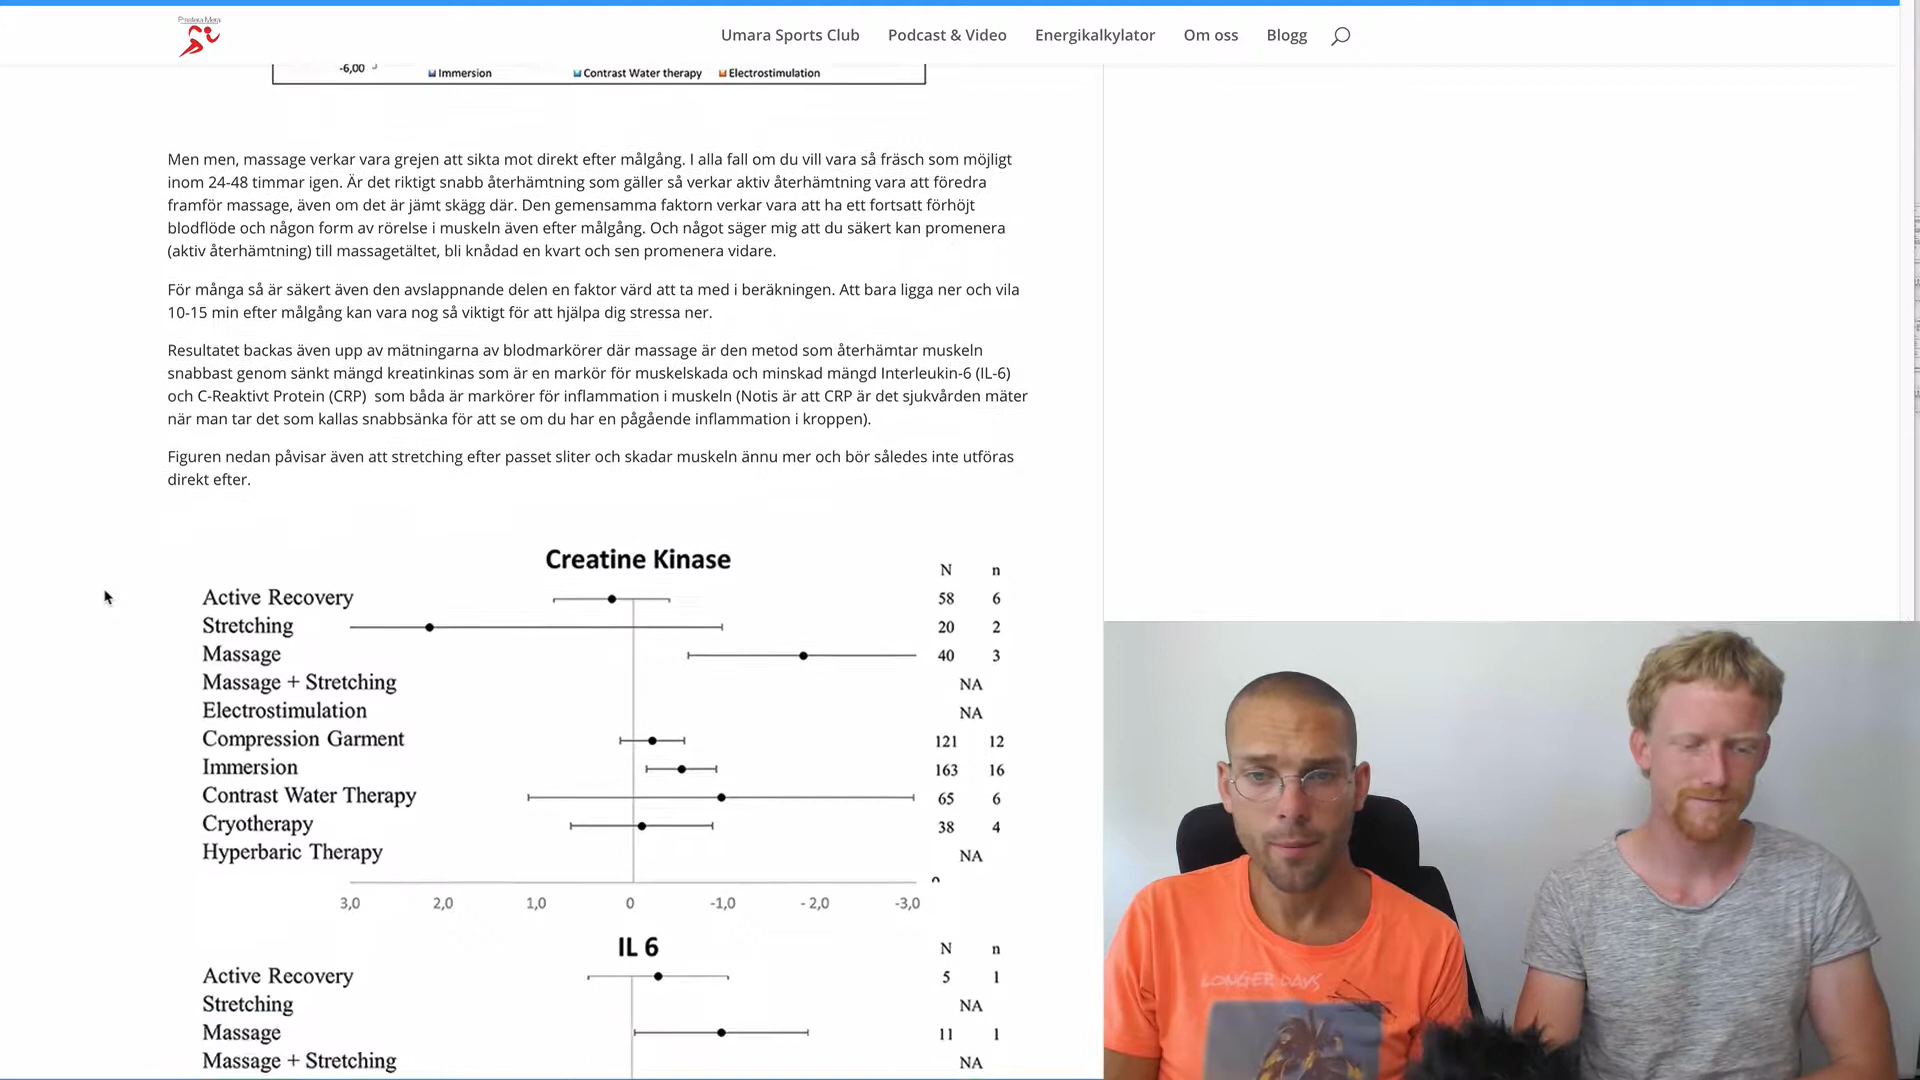 Prestera Mera
Umara Sports Club Podcast & Video Energikalkylator Om oss Blogg
-6,00
Immersion Contrast Water therapy Electrostimulation
Men men, massage verkar vara grejen att sikta mot direkt efter målgång. I alla fall om du vill vara så fräsch som möjligt
inom 24-48 timmar igen. Är det riktigt snabb återhämtning som gäller så verkar aktiv återhämtning vara att föredra
framför massage, även om det är jämt skägg där. Den gemensamma faktorn verkar vara att ha ett fortsatt förhöjt
blodflöde och någon form av rörelse i muskeln även efter målgång. Och något säger mig att du säkert kan promenera
(aktiv återhämtning) till massagetältet, bli knådad en kvart och sen promenera vidare.
För många så är säkert även den avslappnande delen en faktor värd att ta med i beräkningen. Att bara ligga ner och vila
10-15 min efter målgång kan vara nog så viktigt för att hjälpa dig stressa ner.
Resultatet backas även upp av mätningarna av blodmarkörer där massage är den metod som återhämtar muskeln
snabbast genom sänkt mängd kreatinkinas som är en markör för muskelskada och minskad mängd Interleukin-6 (IL-6)
och C-Reaktivt Protein (CRP) som båda är markörer för inflammation i muskeln (Notis är att CRP är det sjukvården mäter
när man tar det som kallas snabbsänka för att se om du har en pågående inflammation i kroppen).
Figuren nedan påvisar även att stretching efter passet sliter och skadar muskeln ännu mer och bör således inte utföras
direkt efter.
Creatine Kinase
N n
Active Recovery 58 6
Stretching 20 2
Massage 40 3
Massage + Stretching NA
Electrostimulation NA
Compression Garment 121 12
Immersion 163 16
Contrast Water Therapy 65 6
Cryotherapy 38 4
Hyperbaric Therapy NA
3,0 2,0 1,0 0 -1,0 - 2,0 -3,0
IL 6
N n
Active Recovery 5 1
Stretching NA
Massage 11 1
Massage + Stretching NA
LONGER DAYS